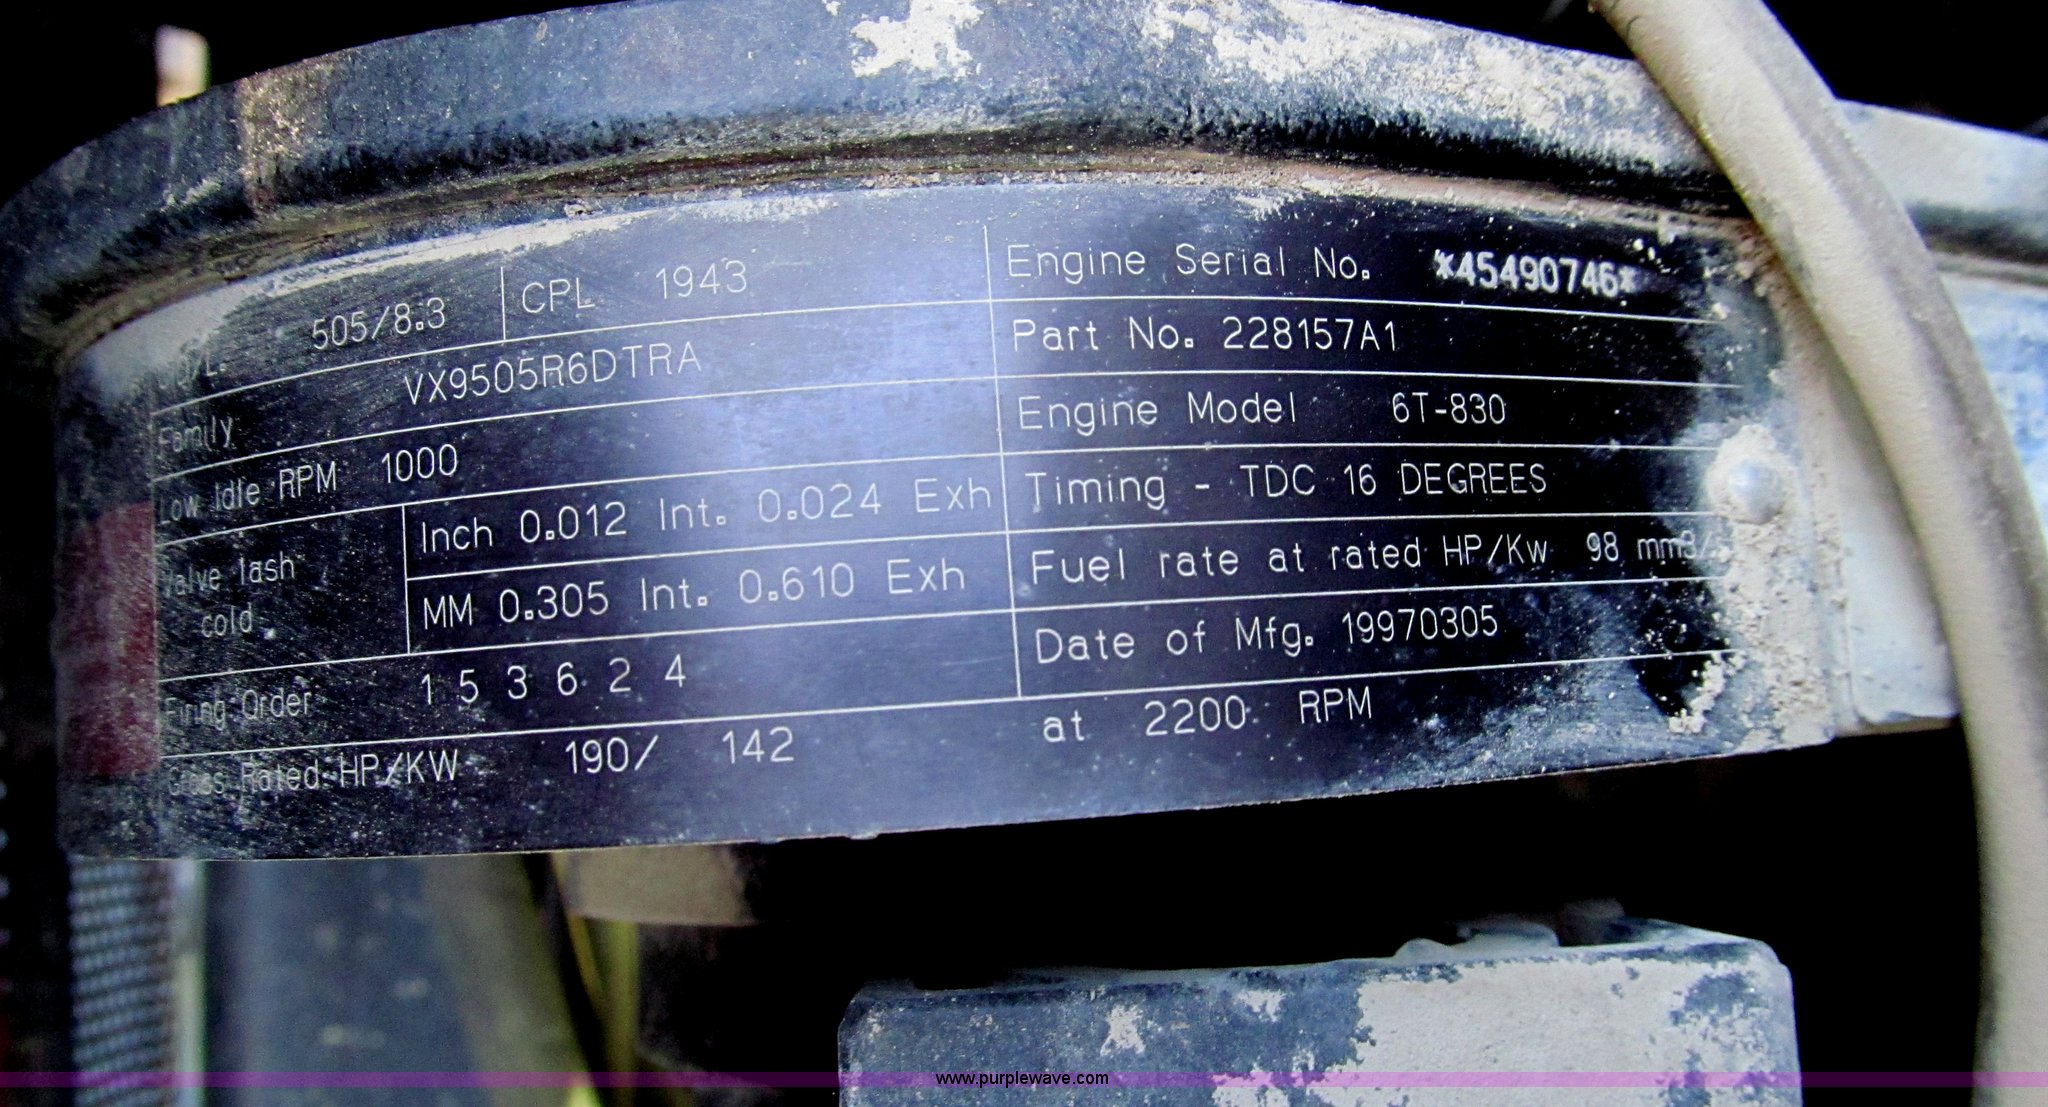 505/8.3 CPL 1943
Family VX9505R6DTRA
Low Idle RPM 1000
Valve lash cold
Inch 0.012 Int. 0.024 Exh
MM 0.305 Int. 0.610 Exh
Firing Order 1 5 3 6 2 4
Gross Rated HP/KW 190/ 142 at 2200 RPM
Engine Serial No. *45490746*
Part No. 228157A1
Engine Model 6T-830
Timing - TDC 16 DEGREES
Fuel rate at rated HP/Kw 98 mm3/
Date of Mfg. 19970305
www.purplewave.com